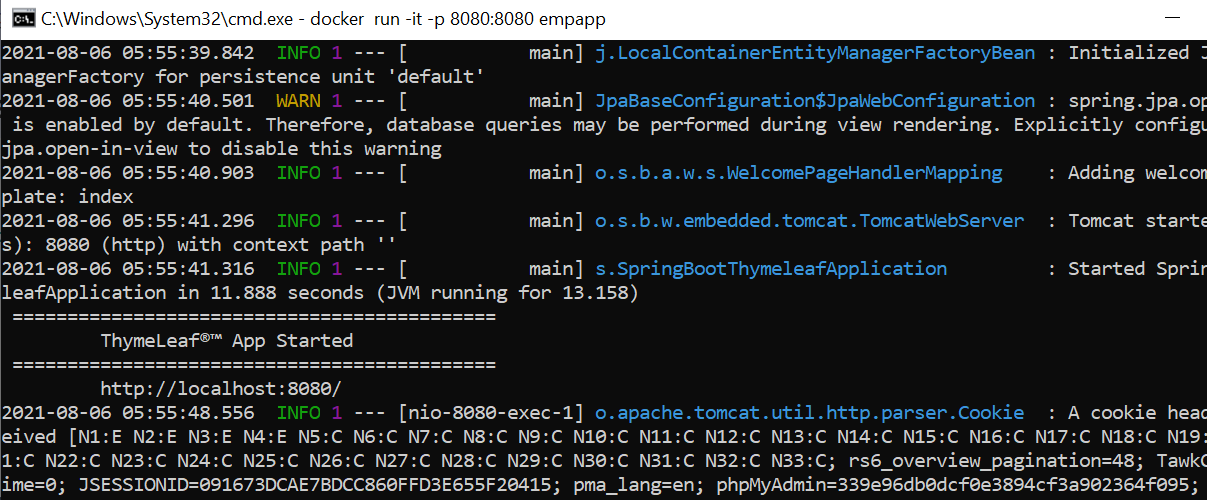 C:\Windows\System32\cmd.exe - docker  run -it -p 8080:8080 empapp
2021-08-06 05:55:39.842  INFO 1 --- [           main] j.LocalContainerEntityManagerFactoryBean : Initialized J
anagerFactory for persistence unit 'default'
2021-08-06 05:55:40.501  WARN 1 --- [           main] JpaBaseConfiguration$JpaWebConfiguration : spring.jpa.op
 is enabled by default. Therefore, database queries may be performed during view rendering. Explicitly configu
jpa.open-in-view to disable this warning
2021-08-06 05:55:40.903  INFO 1 --- [           main] o.s.b.a.w.s.WelcomePageHandlerMapping    : Adding welcom
plate: index
2021-08-06 05:55:41.296  INFO 1 --- [           main] o.s.b.w.embedded.tomcat.TomcatWebServer  : Tomcat starte
s): 8080 (http) with context path ''
2021-08-06 05:55:41.316  INFO 1 --- [           main] s.SpringBootThymeleafApplication         : Started Sprin
leafApplication in 11.888 seconds (JVM running for 13.158)
 ============================================
         ThymeLeaf®™ App Started
 ============================================
         http://localhost:8080/
2021-08-06 05:55:48.556  INFO 1 --- [nio-8080-exec-1] o.apache.tomcat.util.http.parser.Cookie  : A cookie head
eived [N1:E N2:E N3:E N4:E N5:C N6:C N7:C N8:C N9:C N10:C N11:C N12:C N13:C N14:C N15:C N16:C N17:C N18:C N19:
1:C N22:C N23:C N24:C N25:C N26:C N27:C N28:C N29:C N30:C N31:C N32:C N33:C; rs6_overview_pagination=48; TawkC
ime=0; JSESSIONID=091673DCAE7BDCC860FFD3E655F20415; pma_lang=en; phpMyAdmin=339e96db0dcf0e3894cf3a902364f095;